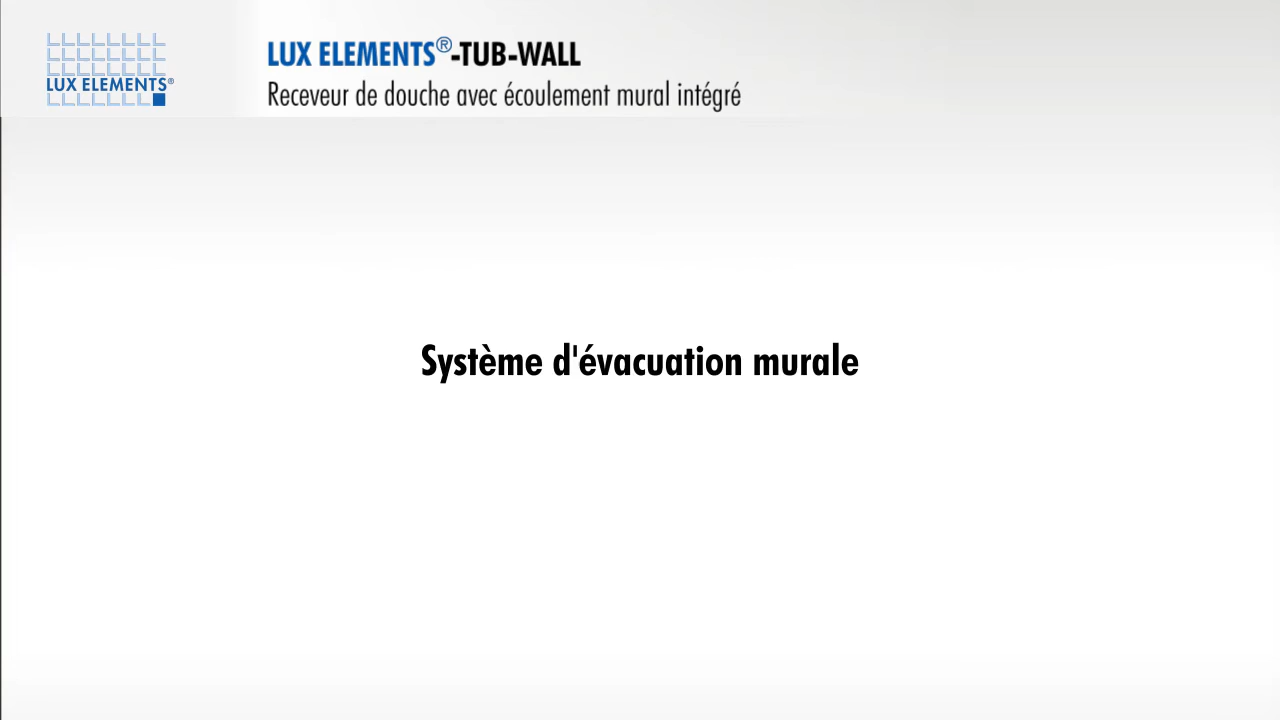 LUX ELEMENTS®
LUX ELEMENTS®-TUB-WALL
Receveur de douche avec écoulement mural intégré
Système d'évacuation murale